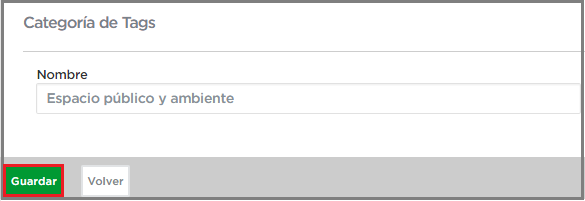 Categoría de Tags
Nombre
Espacio público y ambiente
Guardar
Volver